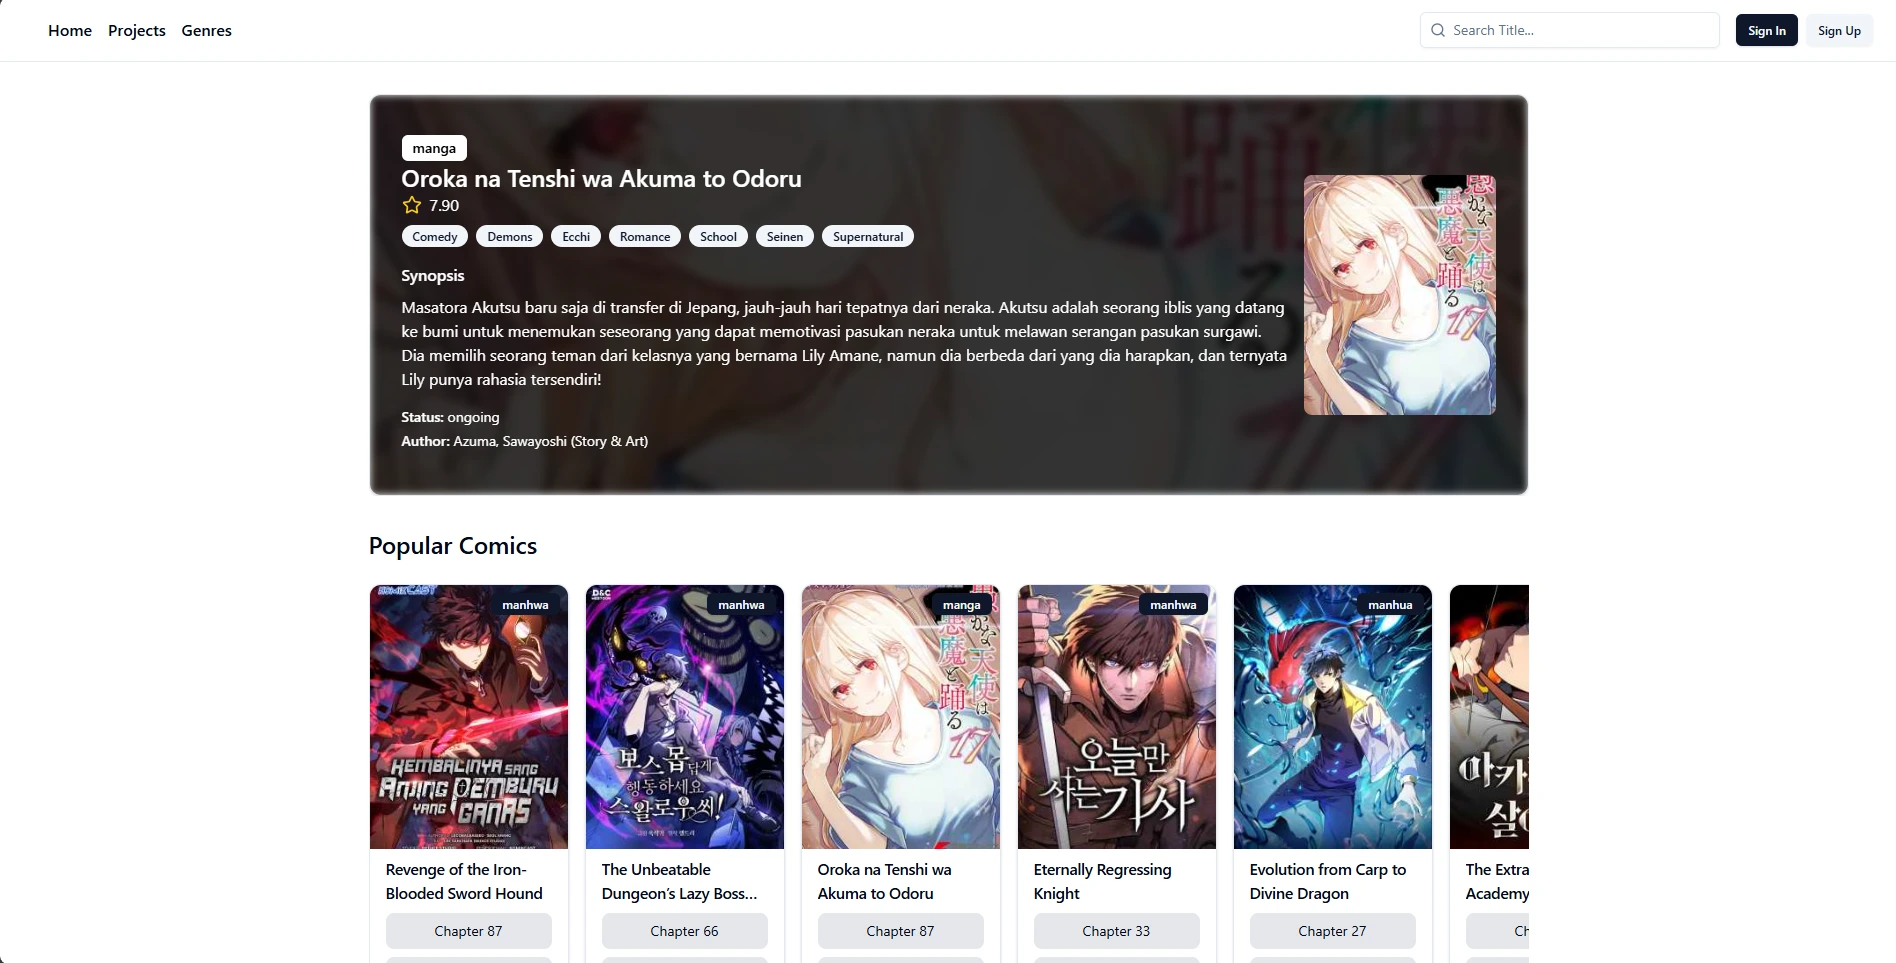 Home Projects Genres
Search Title...
Sign In Sign Up
manga
Oroka na Tenshi wa Akuma to Odoru
7.90
Comedy Demons Ecchi Romance School Seinen Supernatural
Synopsis
Masatora Akutsu baru saja di transfer di Jepang, jauh-jauh hari tepatnya dari neraka. Akutsu adalah seorang iblis yang datang
ke bumi untuk menemukan seseorang yang dapat memotivasi pasukan neraka untuk melawan serangan pasukan surgawi.
Dia memilih seorang teman dari kelasnya yang bernama Lily Amane, namun dia berbeda dari yang dia harapkan, dan ternyata
Lily punya rahasia tersendiri!
Status: ongoing
Author: Azuma, Sawayoshi (Story & Art)
愚かな天使は
悪魔と踊る
17
Popular Comics
manhwa
KEMBALINYA SANG
ANJING PEMBURU
YANG GANAS
Revenge of the Iron-
Blooded Sword Hound
Chapter 87
D&C
WEBTOON
manhwa
보스몹답게
행동하세요
스왈로우 씨!
The Unbeatable
Dungeon's Lazy Boss...
Chapter 66
manga
愚かな天使は
悪魔と踊る
17
Oroka na Tenshi wa
Akuma to Odoru
Chapter 87
manhwa
오늘만
사는 기사
Eternally Regressing
Knight
Chapter 33
manhua
Evolution from Carp to
Divine Dragon
Chapter 27
아카
살아
The Extra
Academy
Ch